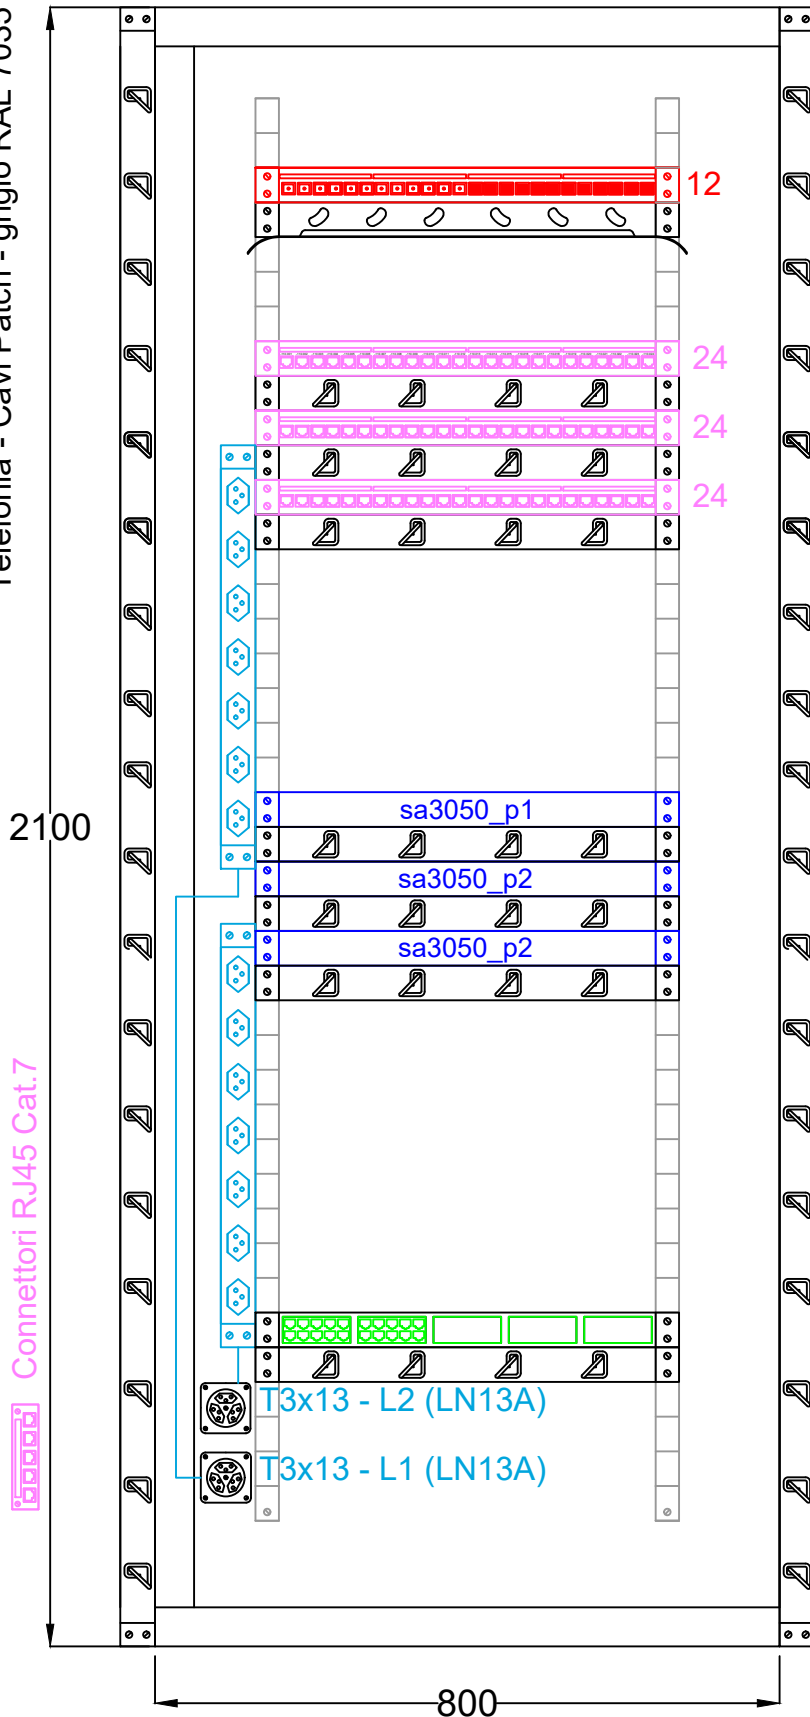 Telefonia - Cavi Patch - grigio RAL 7035
12
24
24
24
sa3050_p1
2100
sa3050_p2
sa3050_p2
Connettori RJ45 Cat.7
T3x13 - L2 (LN13A)
T3x13 - L1 (LN13A)
800